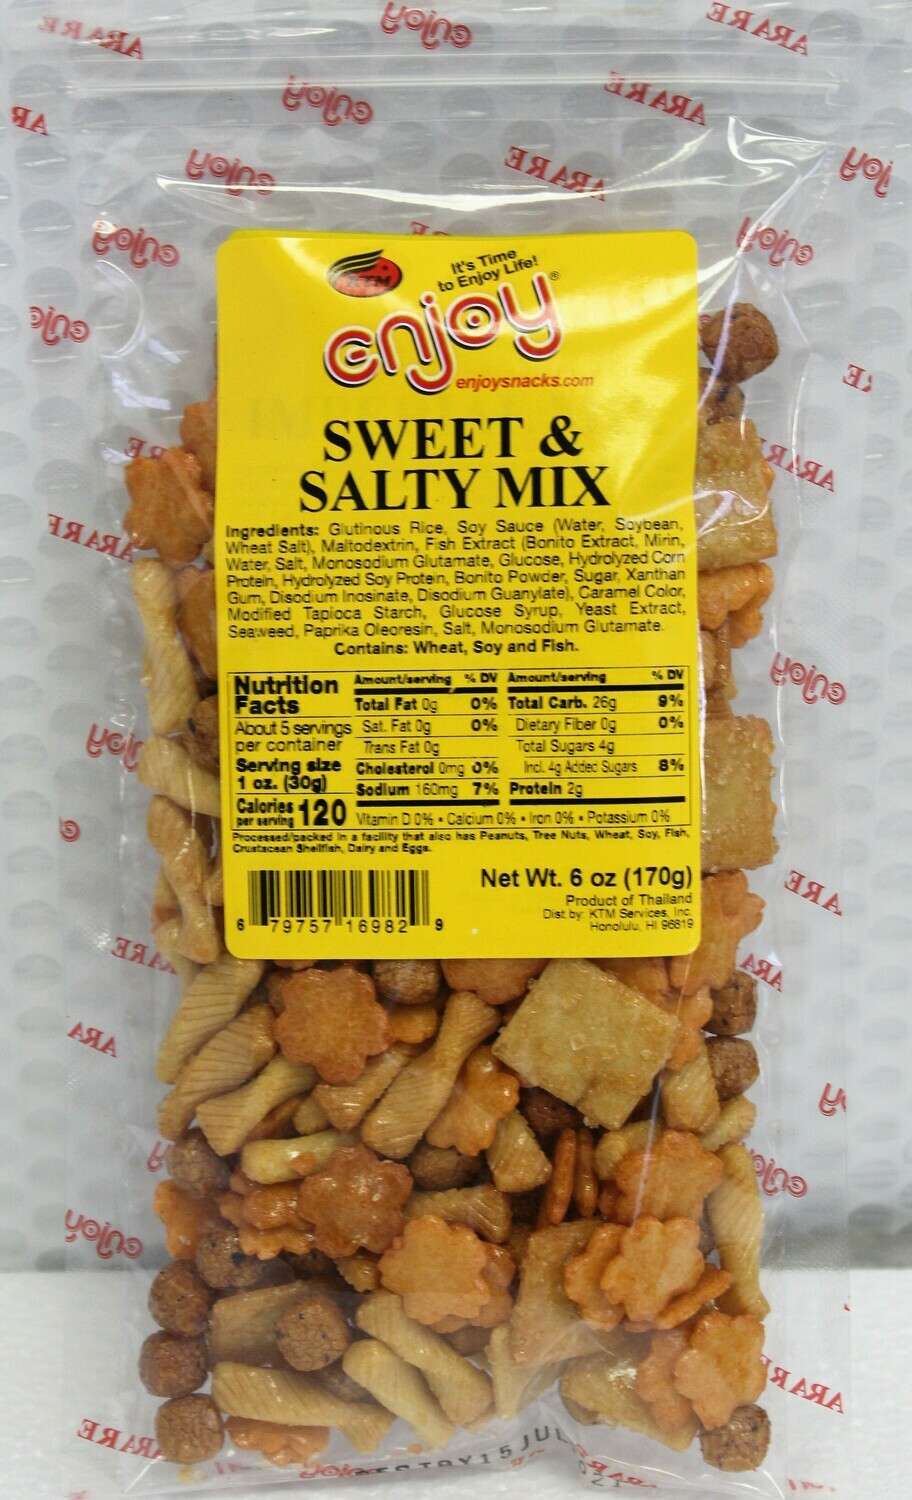 KTM
It's Time
to Enjoy Life!
enjoy®
enjoysnacks.com
SWEET &
SALTY MIX
Ingredients: Glutinous Rice, Soy Sauce (Water, Soybean,
Wheat Salt), Maltodextrin, Fish Extract (Bonito Extract, Mirin,
Water, Salt, Monosodium Glutamate, Glucose, Hydrolyzed Corn
Protein, Hydrolyzed Soy Protein, Bonito Powder, Sugar, Xanthan
Gum, Disodium Inosinate, Disodium Guanylate), Caramel Color,
Modified Tapioca Starch, Glucose Syrup, Yeast Extract,
Seaweed, Paprika Oleoresin, Salt, Monosodium Glutamate.
Contains: Wheat, Soy and Fish.
Nutrition
Facts
About 5 servings
per container
Serving size
1 oz. (30g)
Calories
per serving 120
Amount/serving % DV
Total Fat 0g 0%
Sat. Fat 0g 0%
Trans Fat 0g
Cholesterol 0mg 0%
Sodium 160mg 7%
Amount/serving % DV
Total Carb. 26g 9%
Dietary Fiber 0g 0%
Total Sugars 4g
Incl. 4g Added Sugars 8%
Protein 2g
Vitamin D 0% • Calcium 0% • Iron 0% • Potassium 0%
Processed/packed in a facility that also has Peanuts, Tree Nuts, Wheat, Soy, Fish,
Crustacean Shellfish, Dairy and Eggs.
6 79757 16982 9
Net Wt. 6 oz (170g)
Product of Thailand
Dist by: KTM Services, Inc.
Honolulu, HI 96819
enjoy
ARARE
15 JUL